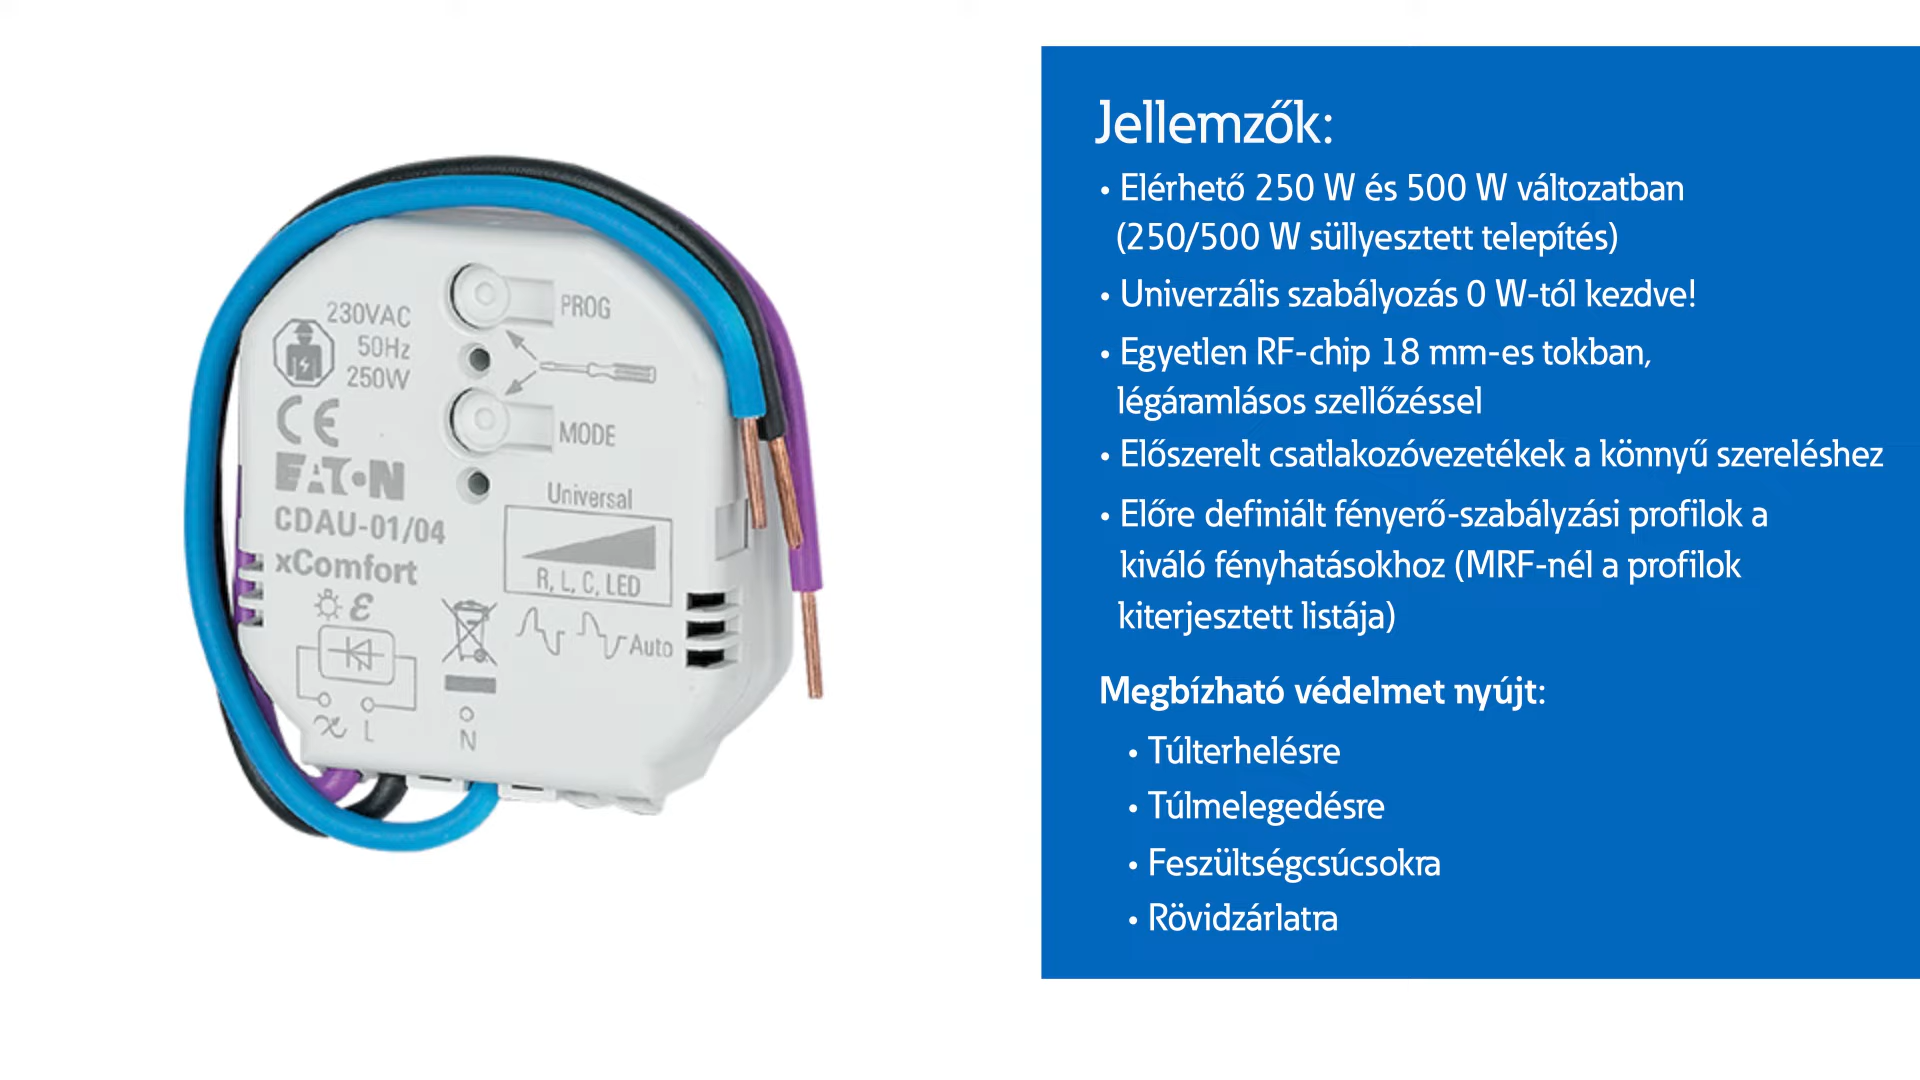 230VAC
50Hz
250W
CE
EATON
CDAU-01/04
xComfort
PROG
MODE
Universal
R, L, C, LED
Auto
L
N
Jellemzők:
• Elérhető 250 W és 500 W változatban
(250/500 W süllyesztett telepítés)
• Univerzális szabályozás 0 W-tól kezdve!
• Egyetlen RF-chip 18 mm-es tokban,
légáramlásos szellőzéssel
• Előszerelt csatlakozóvezetékek a könnyű szereléshez
• Előre definiált fényerő-szabályzási profilok a
kiváló fényhatásokhoz (MRF-nél a profilok
kiterjesztett listája)
Megbízható védelmet nyújt:
• Túlterhelésre
• Túlmelegedésre
• Feszültségcsúcsokra
• Rövidzárlatra